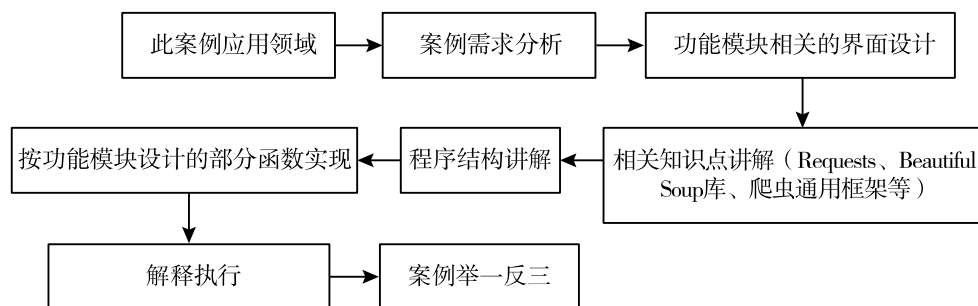 此案例应用领域
案例需求分析
功能模块相关的界面设计
相关知识点讲解（Requests、Beautiful
Soup库、爬虫通用框架等）
程序结构讲解
按功能模块设计的部分函数实现
解释执行
案例举一反三